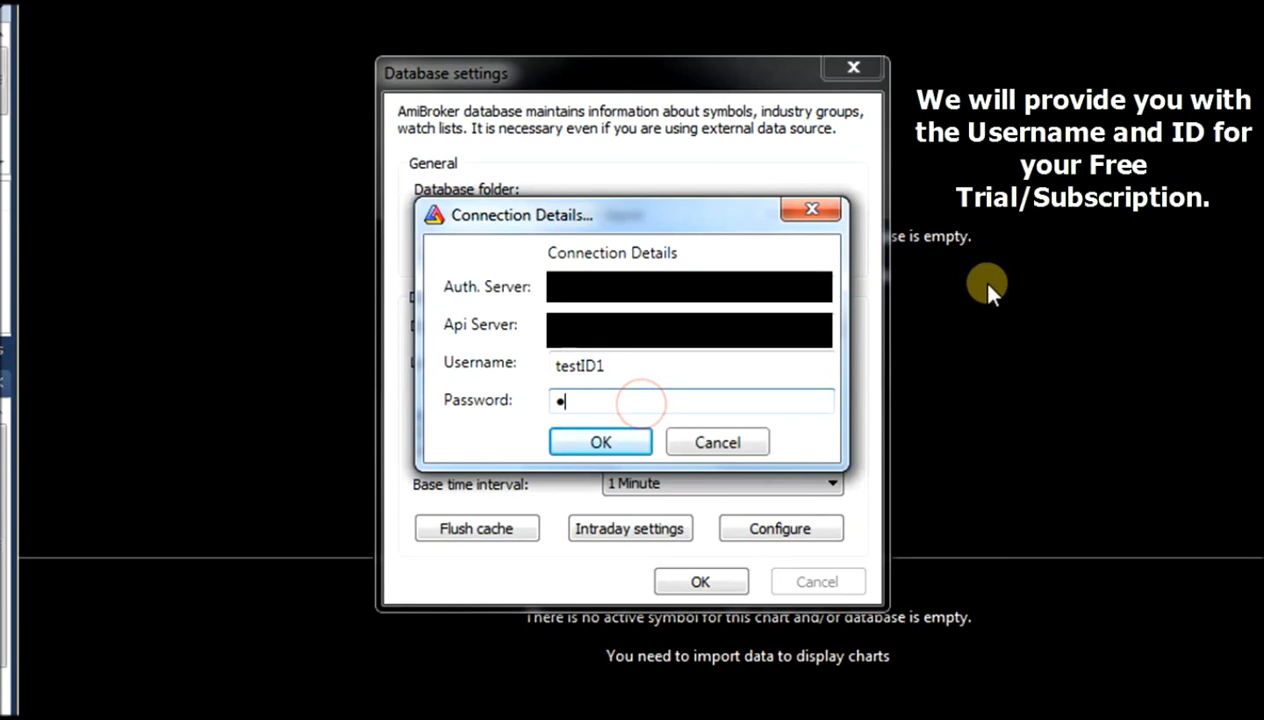 Database settings
X
AmiBroker database maintains information about symbols, industry groups,
watch lists. It is necessary even if you are using external data source.
General
Database folder:
We will provide you with
the Username and ID for
your Free
Trial/Subscription.
Connection Details...
X
se is empty.
Connection Details
Auth. Server:
Api Server:
Username: testID1
Password: ●
OK Cancel
Base time interval: 1 Minute
Flush cache Intraday settings Configure
OK Cancel
There is no active symbol for this chart and/or database is empty.
You need to import data to display charts